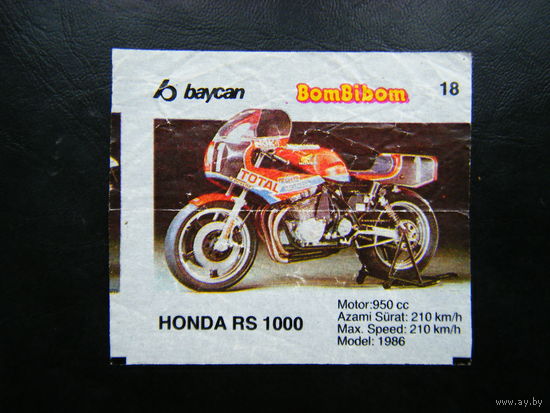 baycan BomBibom 18
1
TOTAL
HONDA RS 1000
Motor:950 cc
Azami Sürat: 210 km/h
Max. Speed: 210 km/h
Model: 1986
www.ay.by